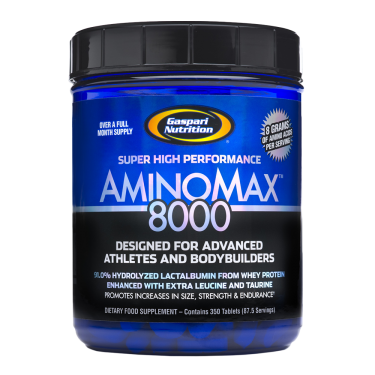 OVER A FULL
MONTH SUPPLY
Gaspari
Nutrition®
8 GRAMS
OF AMINO ACIDS
PER SERVING
SUPER HIGH PERFORMANCE
AMINOMAX™
8000
DESIGNED FOR ADVANCED
ATHLETES AND BODYBUILDERS
91.0% HYDROLYZED LACTALBUMIN FROM WHEY PROTEIN
ENHANCED WITH EXTRA LEUCINE AND TAURINE
PROMOTES INCREASES IN SIZE, STRENGTH & ENDURANCE†
DIETARY FOOD SUPPLEMENT – CONTAINS 350 TABLETS (87.5 Servings)